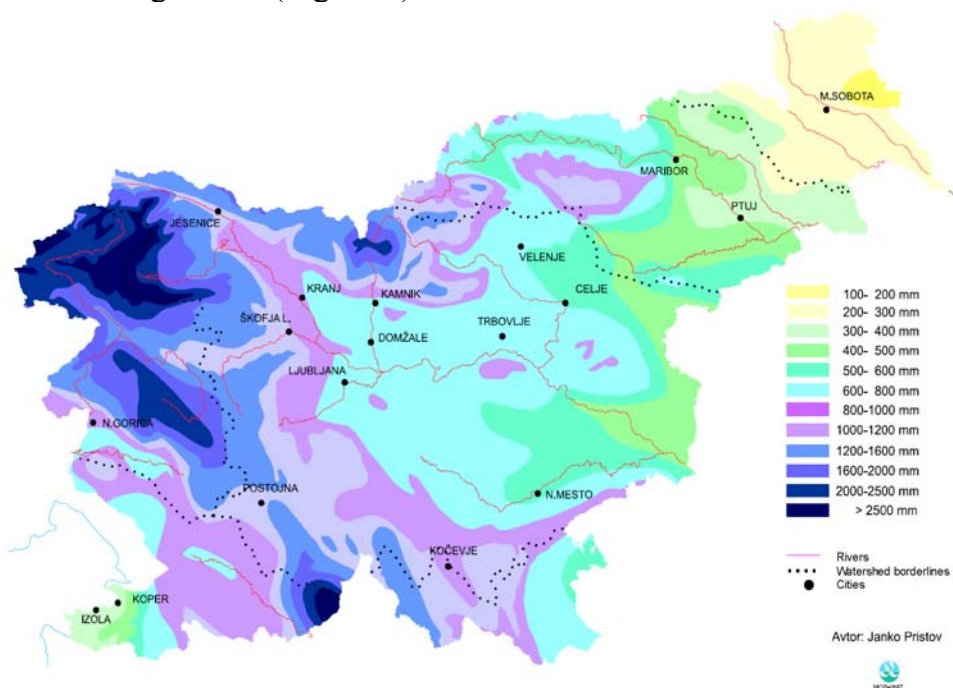 M.SOBOTA
MARIBOR
PTUJ
JESENICE
VELENJE
KRANJ
KAMNIK
CELJE
ŠKOFJA L.
TRBOVLJE
DOMŽALE
LJUBLJANA
N.GORICA
POSTOJNA
N.MESTO
KOČEVJE
KOPER
IZOLA
100- 200 mm
200- 300 mm
300- 400 mm
400- 500 mm
500- 600 mm
600- 800 mm
800-1000 mm
1000-1200 mm
1200-1600 mm
1600-2000 mm
2000-2500 mm
> 2500 mm
Rivers
Watershed borderlines
Cities
Avtor: Janko Pristov